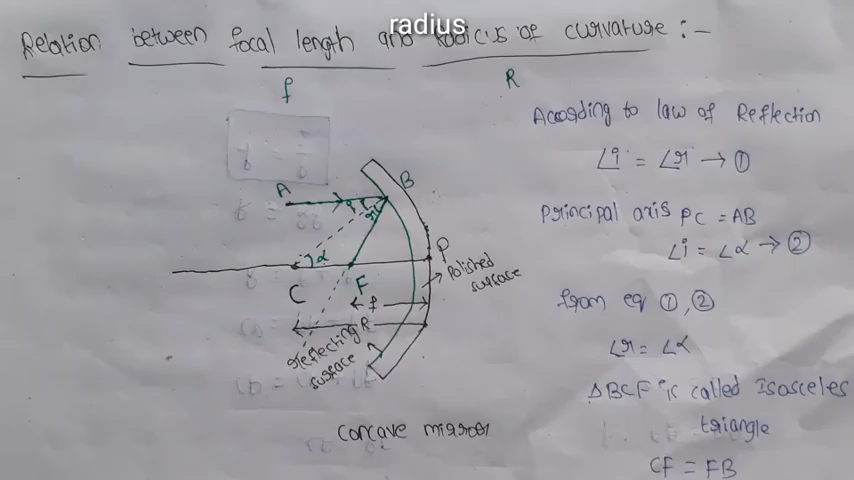 radius
Relation between focal length and radius of curvature :-
f
R
According to law of Reflection
∠i = ∠r → ①
Principal axis PC = AB
∠i = ∠α → ②
from eq ①, ②
∠r = ∠α
△BCF is called Isosceles
triangle
CF = FB
A
B
i
r
α
P
C
F
f
R
Polished
surface
reflecting
surface
concave mirror